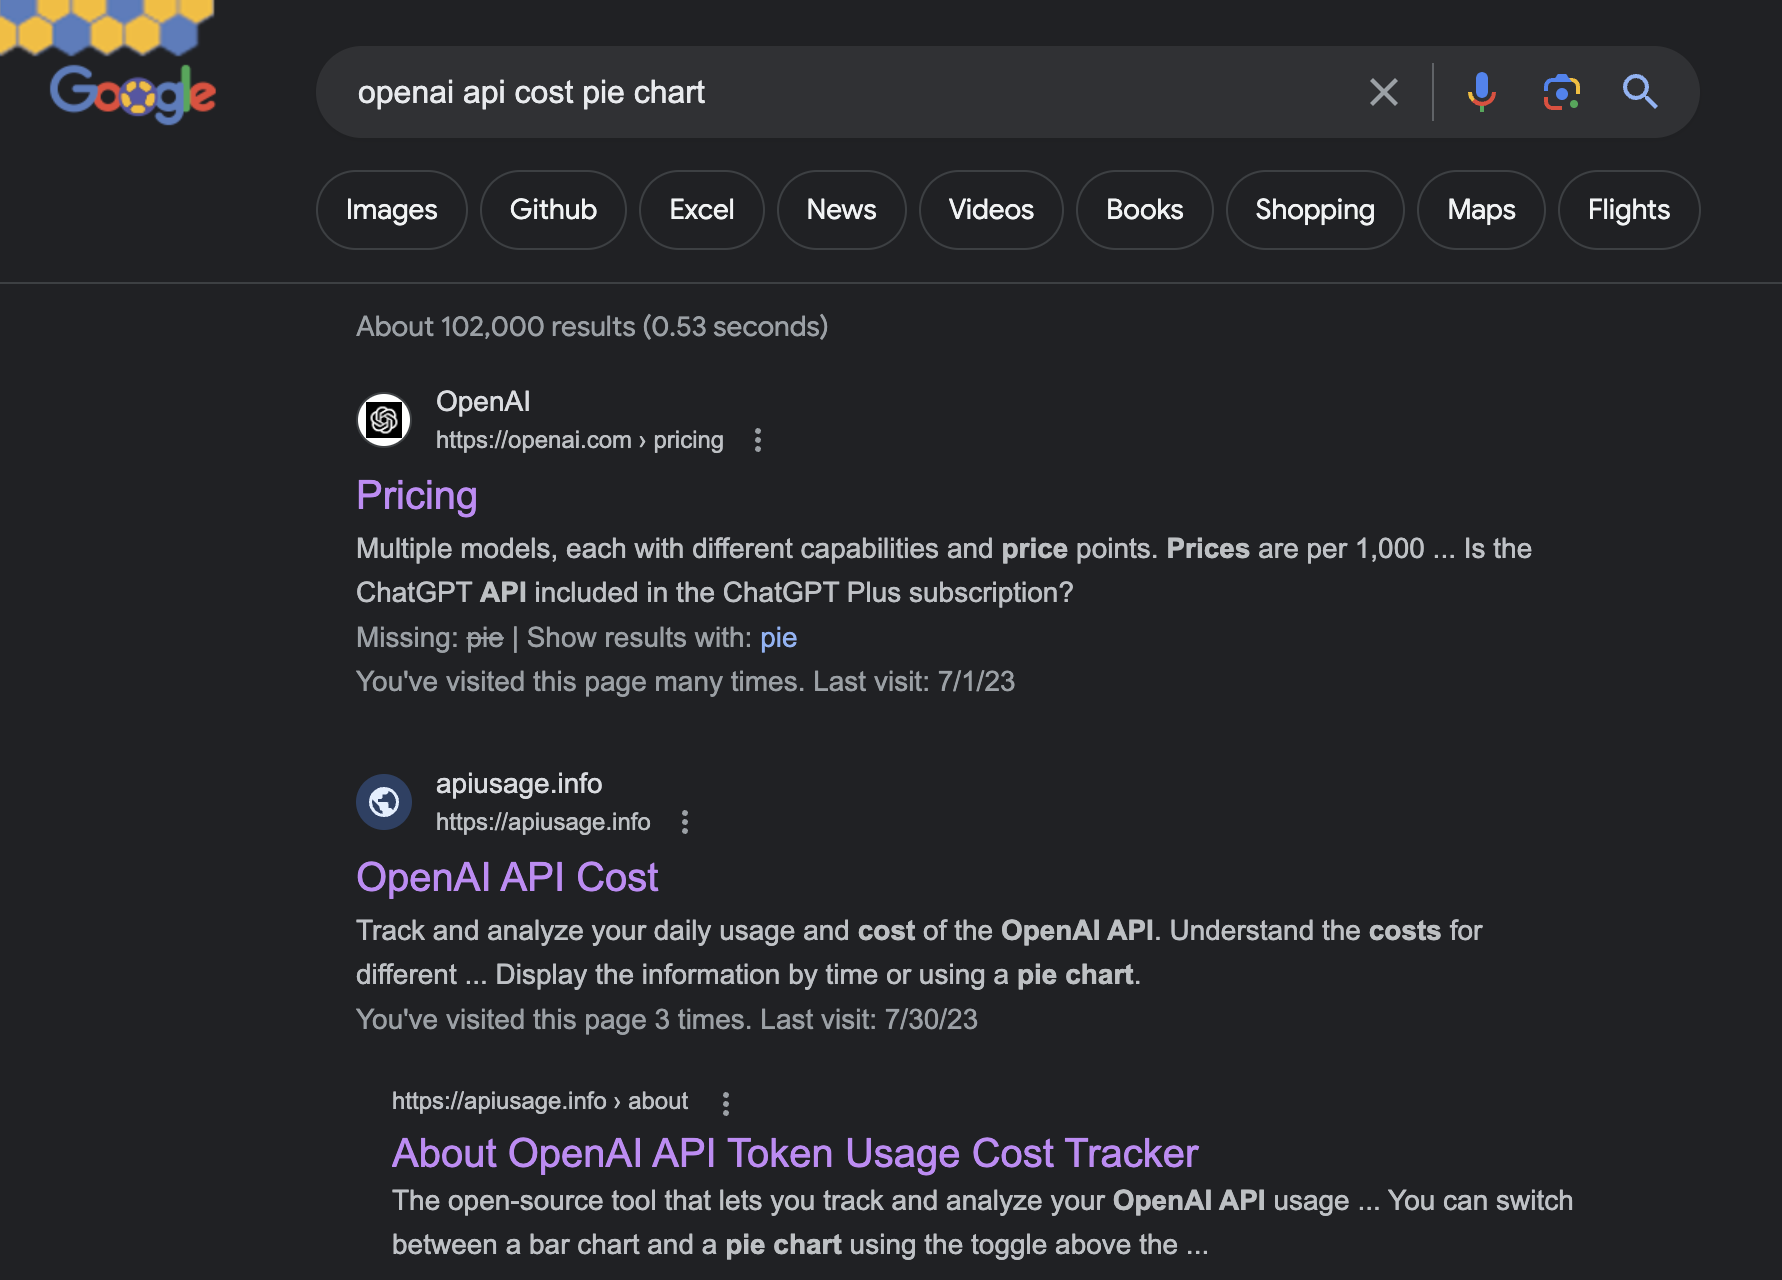 Google
openai api cost pie chart
Images
Github
Excel
News
Videos
Books
Shopping
Maps
Flights
About 102,000 results (0.53 seconds)
OpenAI
https://openai.com › pricing
Pricing
Multiple models, each with different capabilities and price points. Prices are per 1,000 ... Is the
ChatGPT API included in the ChatGPT Plus subscription?
Missing: pie | Show results with: pie
You've visited this page many times. Last visit: 7/1/23
apiusage.info
https://apiusage.info
OpenAI API Cost
Track and analyze your daily usage and cost of the OpenAI API. Understand the costs for
different ... Display the information by time or using a pie chart.
You've visited this page 3 times. Last visit: 7/30/23
https://apiusage.info › about
About OpenAI API Token Usage Cost Tracker
The open-source tool that lets you track and analyze your OpenAI API usage ... You can switch
between a bar chart and a pie chart using the toggle above the ...